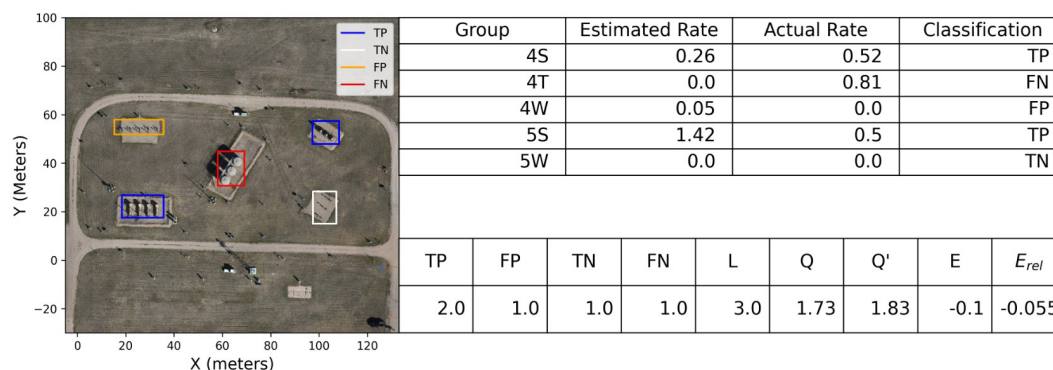 100
80
60
40
20
0
−20
0 20 40 60 80 100 120
Y (Meters)
X (meters)
TP
TN
FP
FN
Group Estimated Rate Actual Rate Classification
4S 0.26 0.52 TP
4T 0.0 0.81 FN
4W 0.05 0.0 FP
5S 1.42 0.5 TP
5W 0.0 0.0 TN
TP FP TN FN L Q Q' E E_rel
2.0 1.0 1.0 1.0 3.0 1.73 1.83 -0.1 -0.055